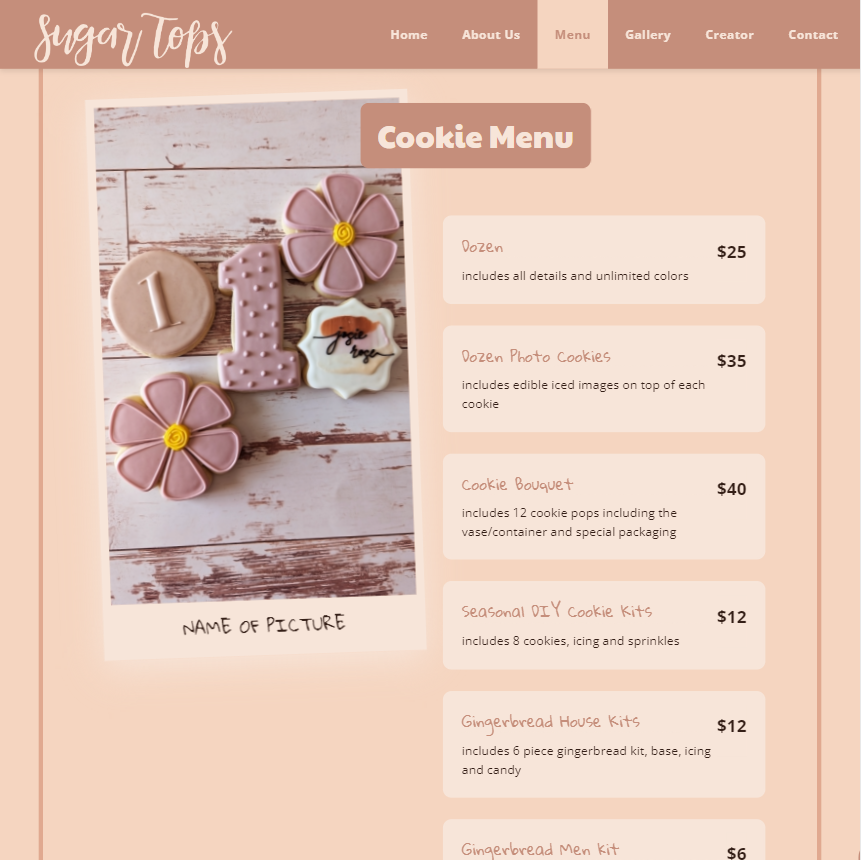 Sugar Tops
Home About Us Menu Gallery Creator Contact
Cookie Menu
1
josie
rose
NAME OF PICTURE
Dozen $25
includes all details and unlimited colors
Dozen Photo Cookies $35
includes edible iced images on top of each
cookie
Cookie Bouquet $40
includes 12 cookie pops including the
vase/container and special packaging
Seasonal DIY Cookie Kits $12
includes 8 cookies, icing and sprinkles
Gingerbread House Kits $12
includes 6 piece gingerbread kit, base, icing
and candy
Gingerbread Men Kit $6